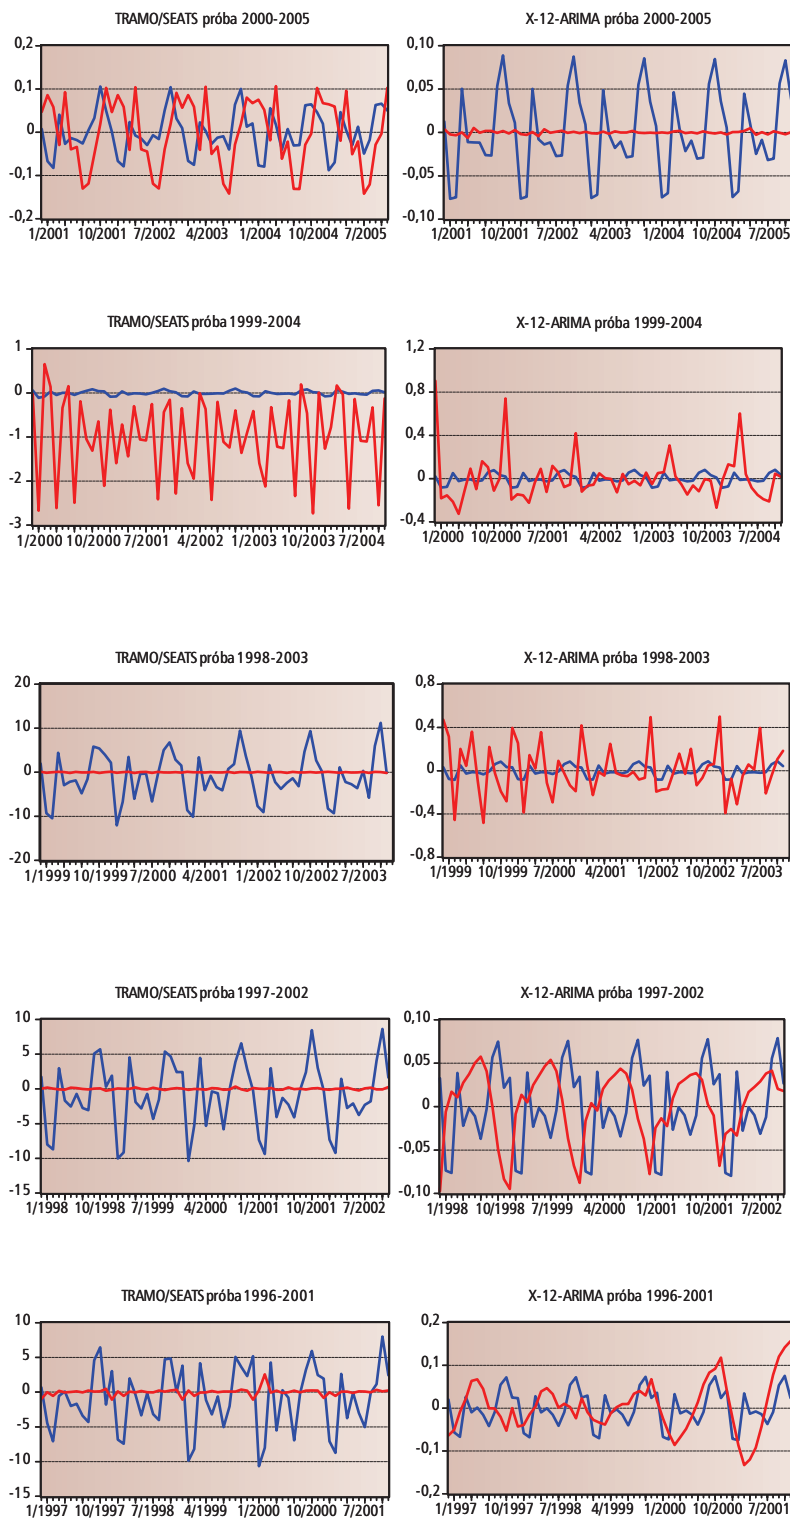 TRAMO/SEATS próba 2000-2005
0,2
0,1
0
-0,1
-0,2
1/2001 10/2001 7/2002 4/2003 1/2004 10/2004 7/2005
X-12-ARIMA próba 2000-2005
0,10
0,05
0
-0,05
-0,10
1/2001 10/2001 7/2002 4/2003 1/2004 10/2004 7/2005
TRAMO/SEATS próba 1999-2004
1
0
-1
-2
-3
1/2000 10/2000 7/2001 4/2002 1/2003 10/2003 7/2004
X-12-ARIMA próba 1999-2004
1,2
0,8
0,4
0
-0,4
1/2000 10/2000 7/2001 4/2002 1/2003 10/2003 7/2004
TRAMO/SEATS próba 1998-2003
20
10
0
-10
-20
1/1999 10/1999 7/2000 4/2001 1/2002 10/2002 7/2003
X-12-ARIMA próba 1998-2003
0,8
0,4
0
-0,4
-0,8
1/1999 10/1999 7/2000 4/2001 1/2002 10/2002 7/2003
TRAMO/SEATS próba 1997-2002
10
5
0
-5
-10
-15
1/1998 10/1998 7/1999 4/2000 1/2001 10/2001 7/2002
X-12-ARIMA próba 1997-2002
0,10
0,05
0
-0,05
-0,10
1/1998 10/1998 7/1999 4/2000 1/2001 10/2001 7/2002
TRAMO/SEATS próba 1996-2001
10
5
0
-5
-10
-15
1/1997 10/1997 7/1998 4/1999 1/2000 10/2000 7/2001
X-12-ARIMA próba 1996-2001
0,2
0,1
0
-0,1
-0,2
1/1997 10/1997 7/1998 4/1999 1/2000 10/2000 7/2001